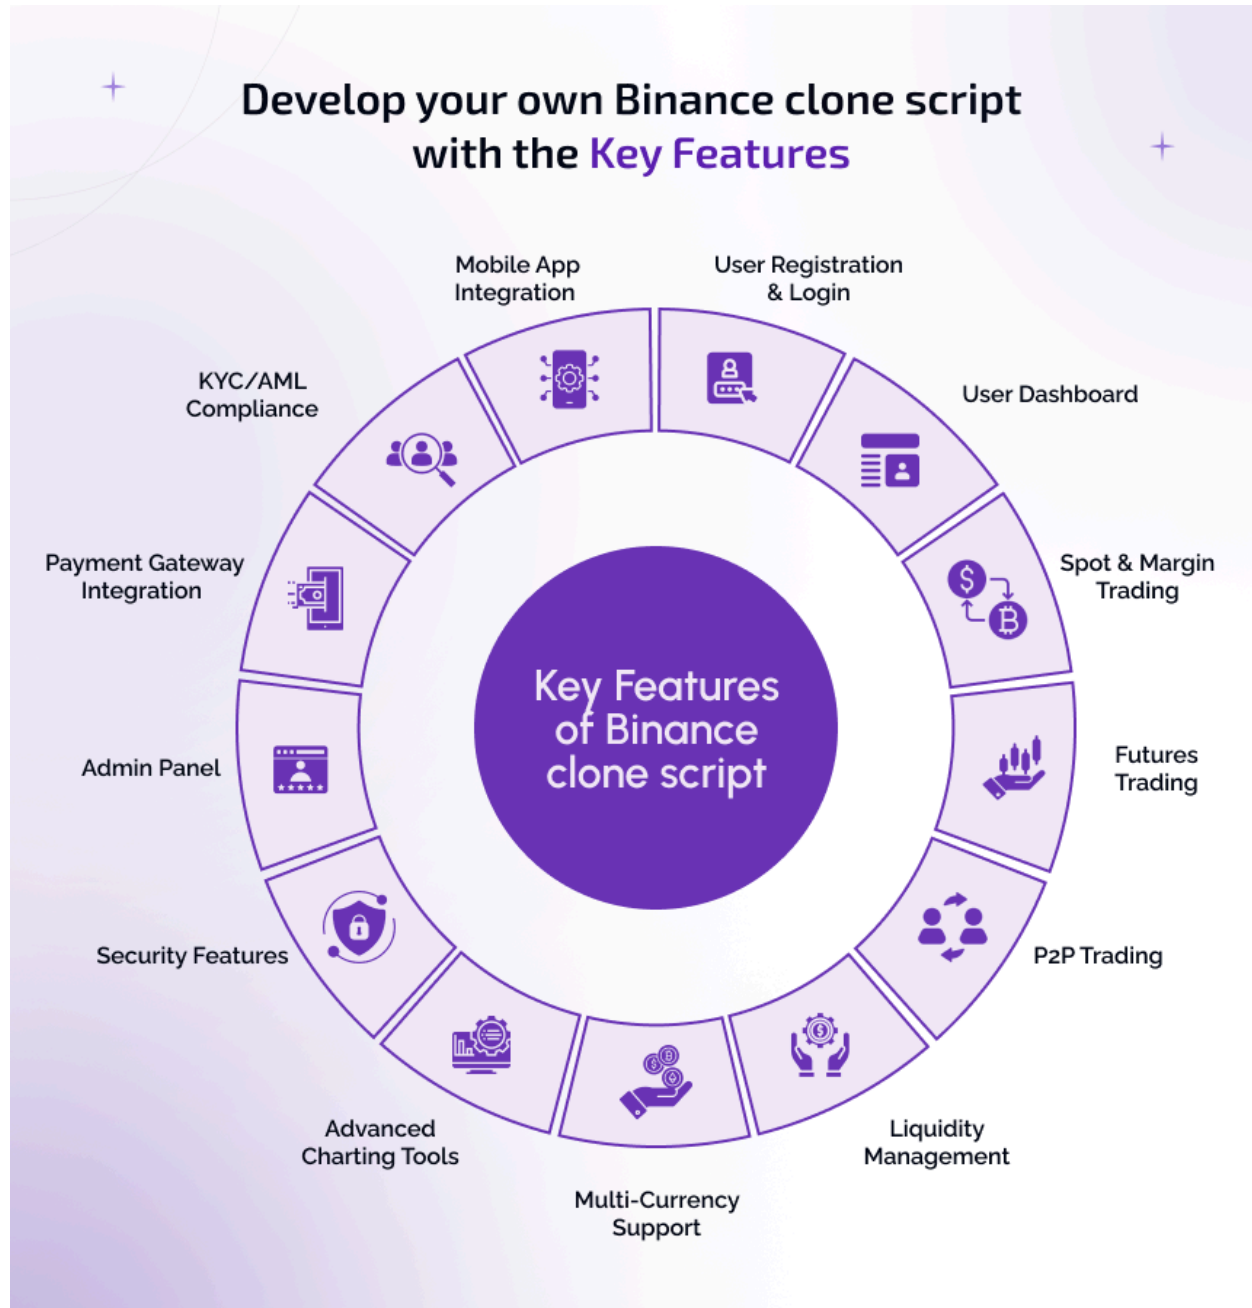 Develop your own Binance clone script
with the Key Features
Mobile App
Integration
User Registration
& Login
KYC/AML
Compliance
User Dashboard
Payment Gateway
Integration
Spot & Margin
Trading
Key Features
of Binance
clone script
Admin Panel
Futures
Trading
Security Features
P2P Trading
Advanced
Charting Tools
Liquidity
Management
Multi-Currency
Support